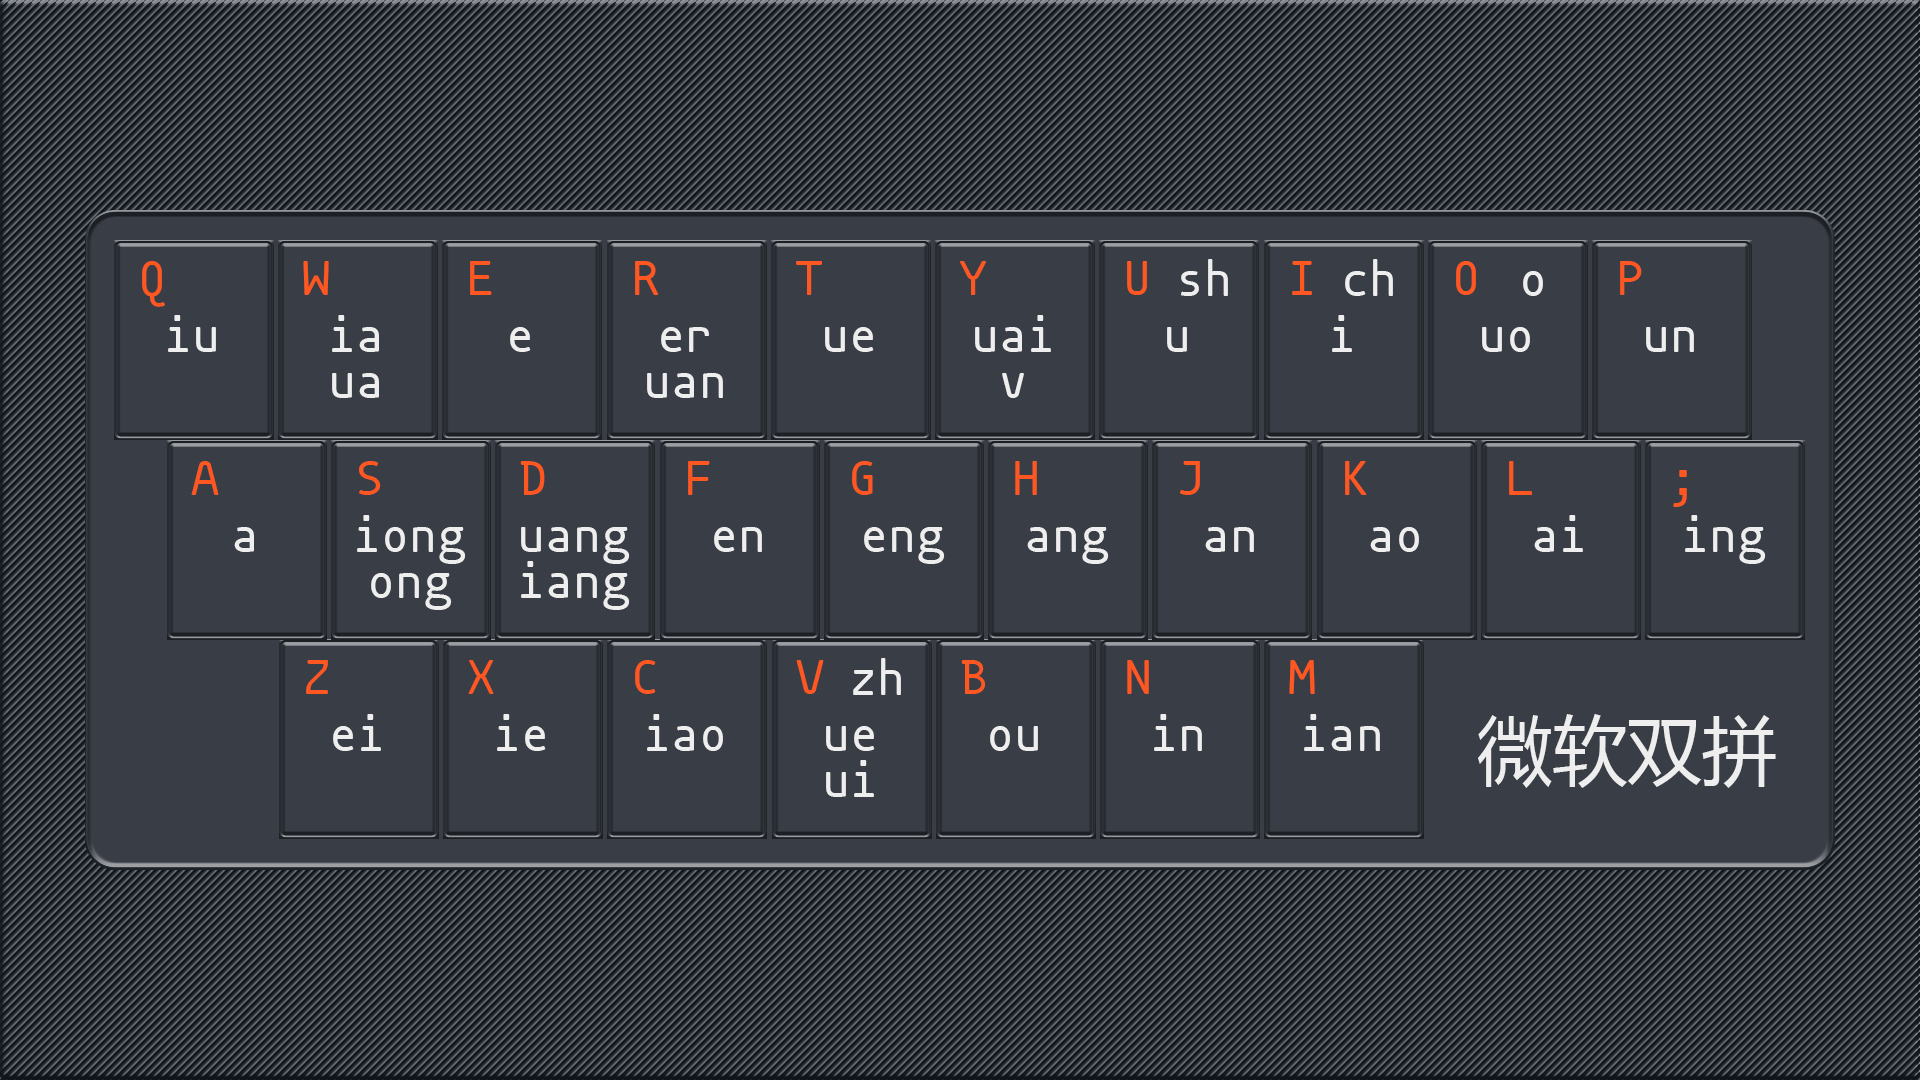 Q W E R T Y U sh I ch O o P
iu ia e er ue uai u i uo un
ua uan v
A S D F G H J K L ;
a iong uang en eng ang an ao ai ing
ong iang
Z X C V zh B N M
ei ie iao ue ou in ian
ui
微软双拼